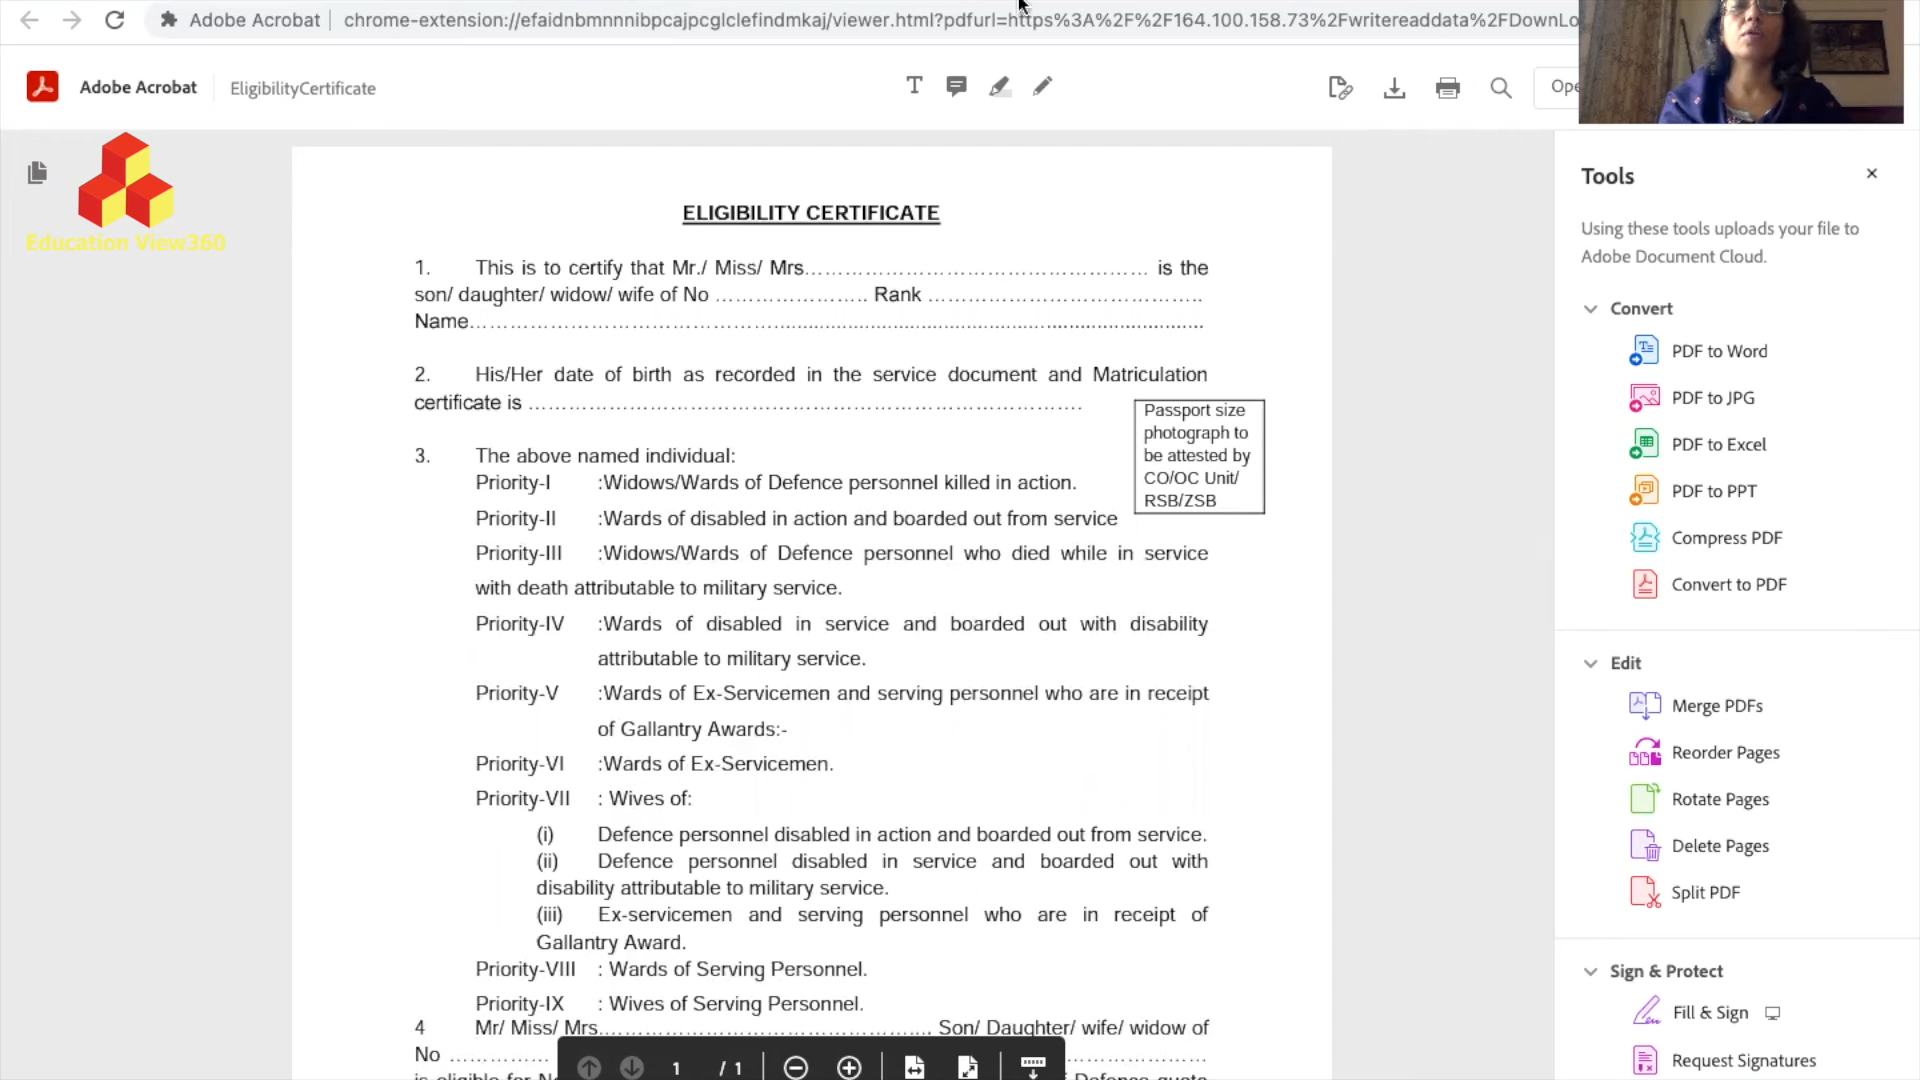 Adobe Acrobat
chrome-extension://efaidnbmnnnibpcajpcglclefindmkaj/viewer.html?pdfurl=https%3A%2F%2F164.100.158.73%2Fwritereaddata%2FDownLo
Adobe Acrobat
EligibilityCertificate
T
Ope
Education View360
ELIGIBILITY CERTIFICATE
1. This is to certify that Mr./ Miss/ Mrs…………………………………………… is the
son/ daughter/ widow/ wife of No ………………….. Rank …………………………………..
Name…………………………………………………………………………………………
2. His/Her date of birth as recorded in the service document and Matriculation
certificate is ……………………………………………………………………….
Passport size
photograph to
be attested by
CO/OC Unit/
RSB/ZSB
3. The above named individual:
Priority-I :Widows/Wards of Defence personnel killed in action.
Priority-II :Wards of disabled in action and boarded out from service
Priority-III :Widows/Wards of Defence personnel who died while in service
with death attributable to military service.
Priority-IV :Wards of disabled in service and boarded out with disability
attributable to military service.
Priority-V :Wards of Ex-Servicemen and serving personnel who are in receipt
of Gallantry Awards:-
Priority-VI :Wards of Ex-Servicemen.
Priority-VII : Wives of:
(i) Defence personnel disabled in action and boarded out from service.
(ii) Defence personnel disabled in service and boarded out with
disability attributable to military service.
(iii) Ex-servicemen and serving personnel who are in receipt of
Gallantry Award.
Priority-VIII : Wards of Serving Personnel.
Priority-IX : Wives of Serving Personnel.
4 Mr/ Miss/ Mrs………………………………………….. Son/ Daughter/ wife/ widow of
No ………….
is eligible for
Defence quota
1 / 1
Tools
Using these tools uploads your file to
Adobe Document Cloud.
Convert
PDF to Word
PDF to JPG
PDF to Excel
PDF to PPT
Compress PDF
Convert to PDF
Edit
Merge PDFs
Reorder Pages
Rotate Pages
Delete Pages
Split PDF
Sign & Protect
Fill & Sign
Request Signatures